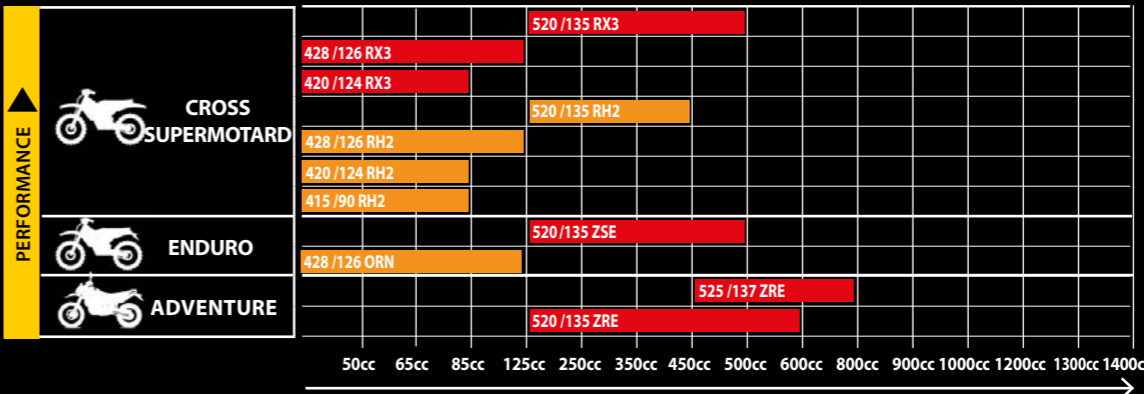 PERFORMANCE
CROSS
SUPERMOTARD
520 /135 RX3
428 /126 RX3
420 /124 RX3
520 /135 RH2
428 /126 RH2
420 /124 RH2
415 /90 RH2
ENDURO
520 /135 ZSE
428 /126 ORN
ADVENTURE
525 /137 ZRE
520 /135 ZRE
50cc 65cc 85cc 125cc 250cc 350cc 450cc 500cc 600cc 800cc 900cc 1000cc 1200cc 1300cc 1400c